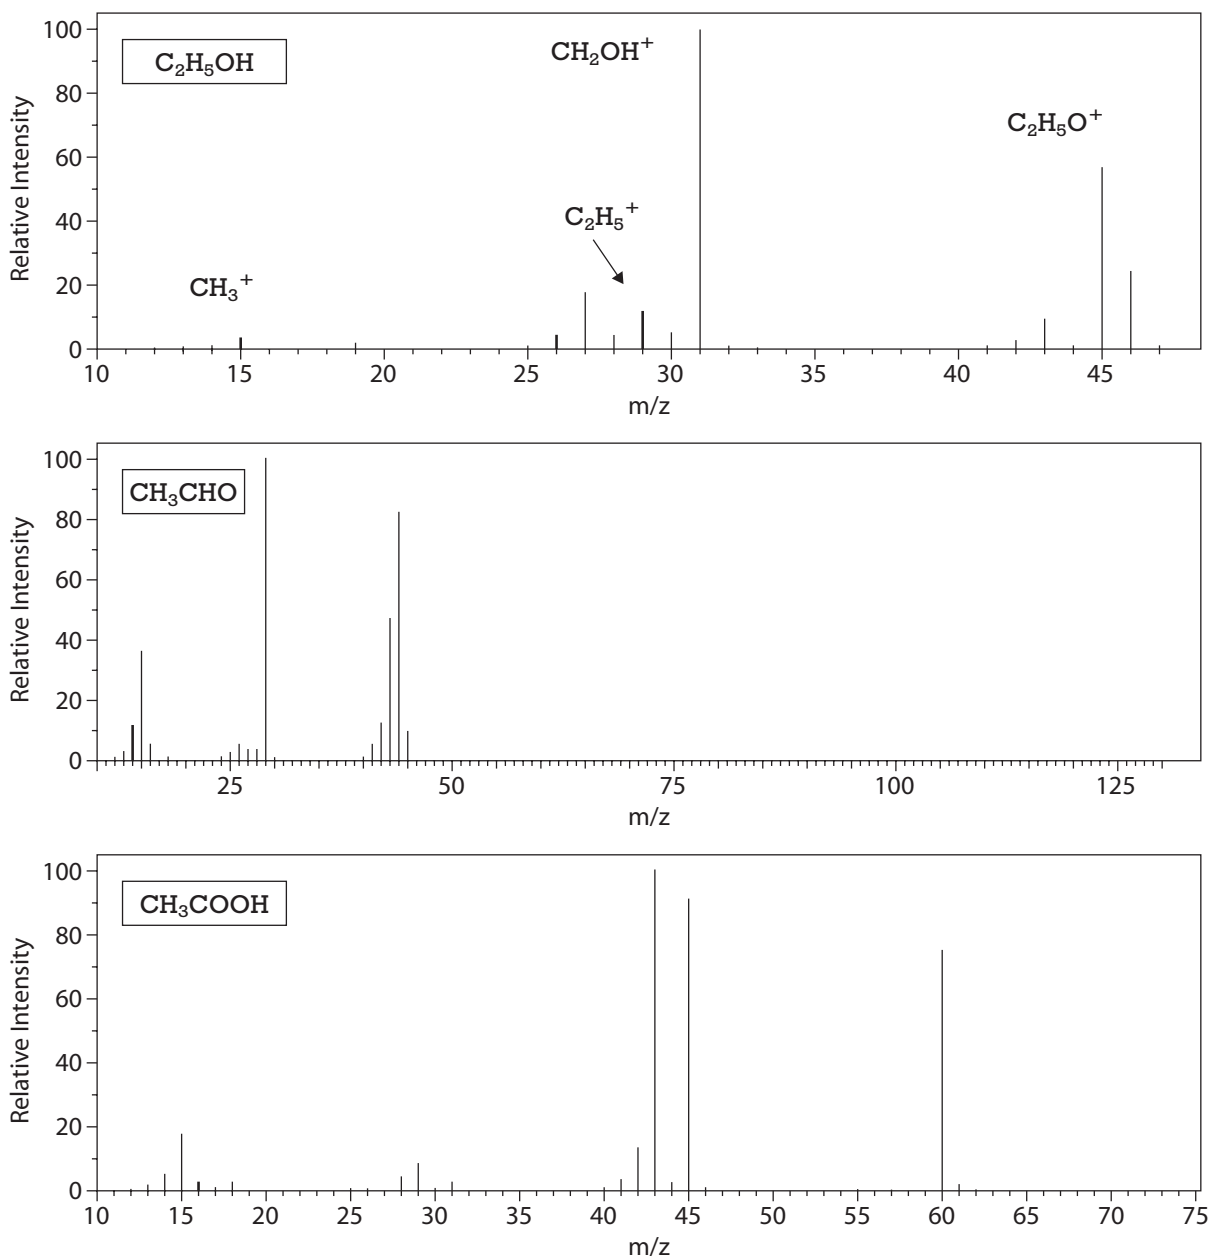 C₂H₅OH
CH₂OH⁺
C₂H₅O⁺
C₂H₅⁺
CH₃⁺
Relative Intensity
100
80
60
40
20
0
10 15 20 25 30 35 40 45
m/z
CH₃CHO
Relative Intensity
100
80
60
40
20
0
25 50 75 100 125
m/z
CH₃COOH
Relative Intensity
100
80
60
40
20
0
10 15 20 25 30 35 40 45 50 55 60 65 70 75
m/z